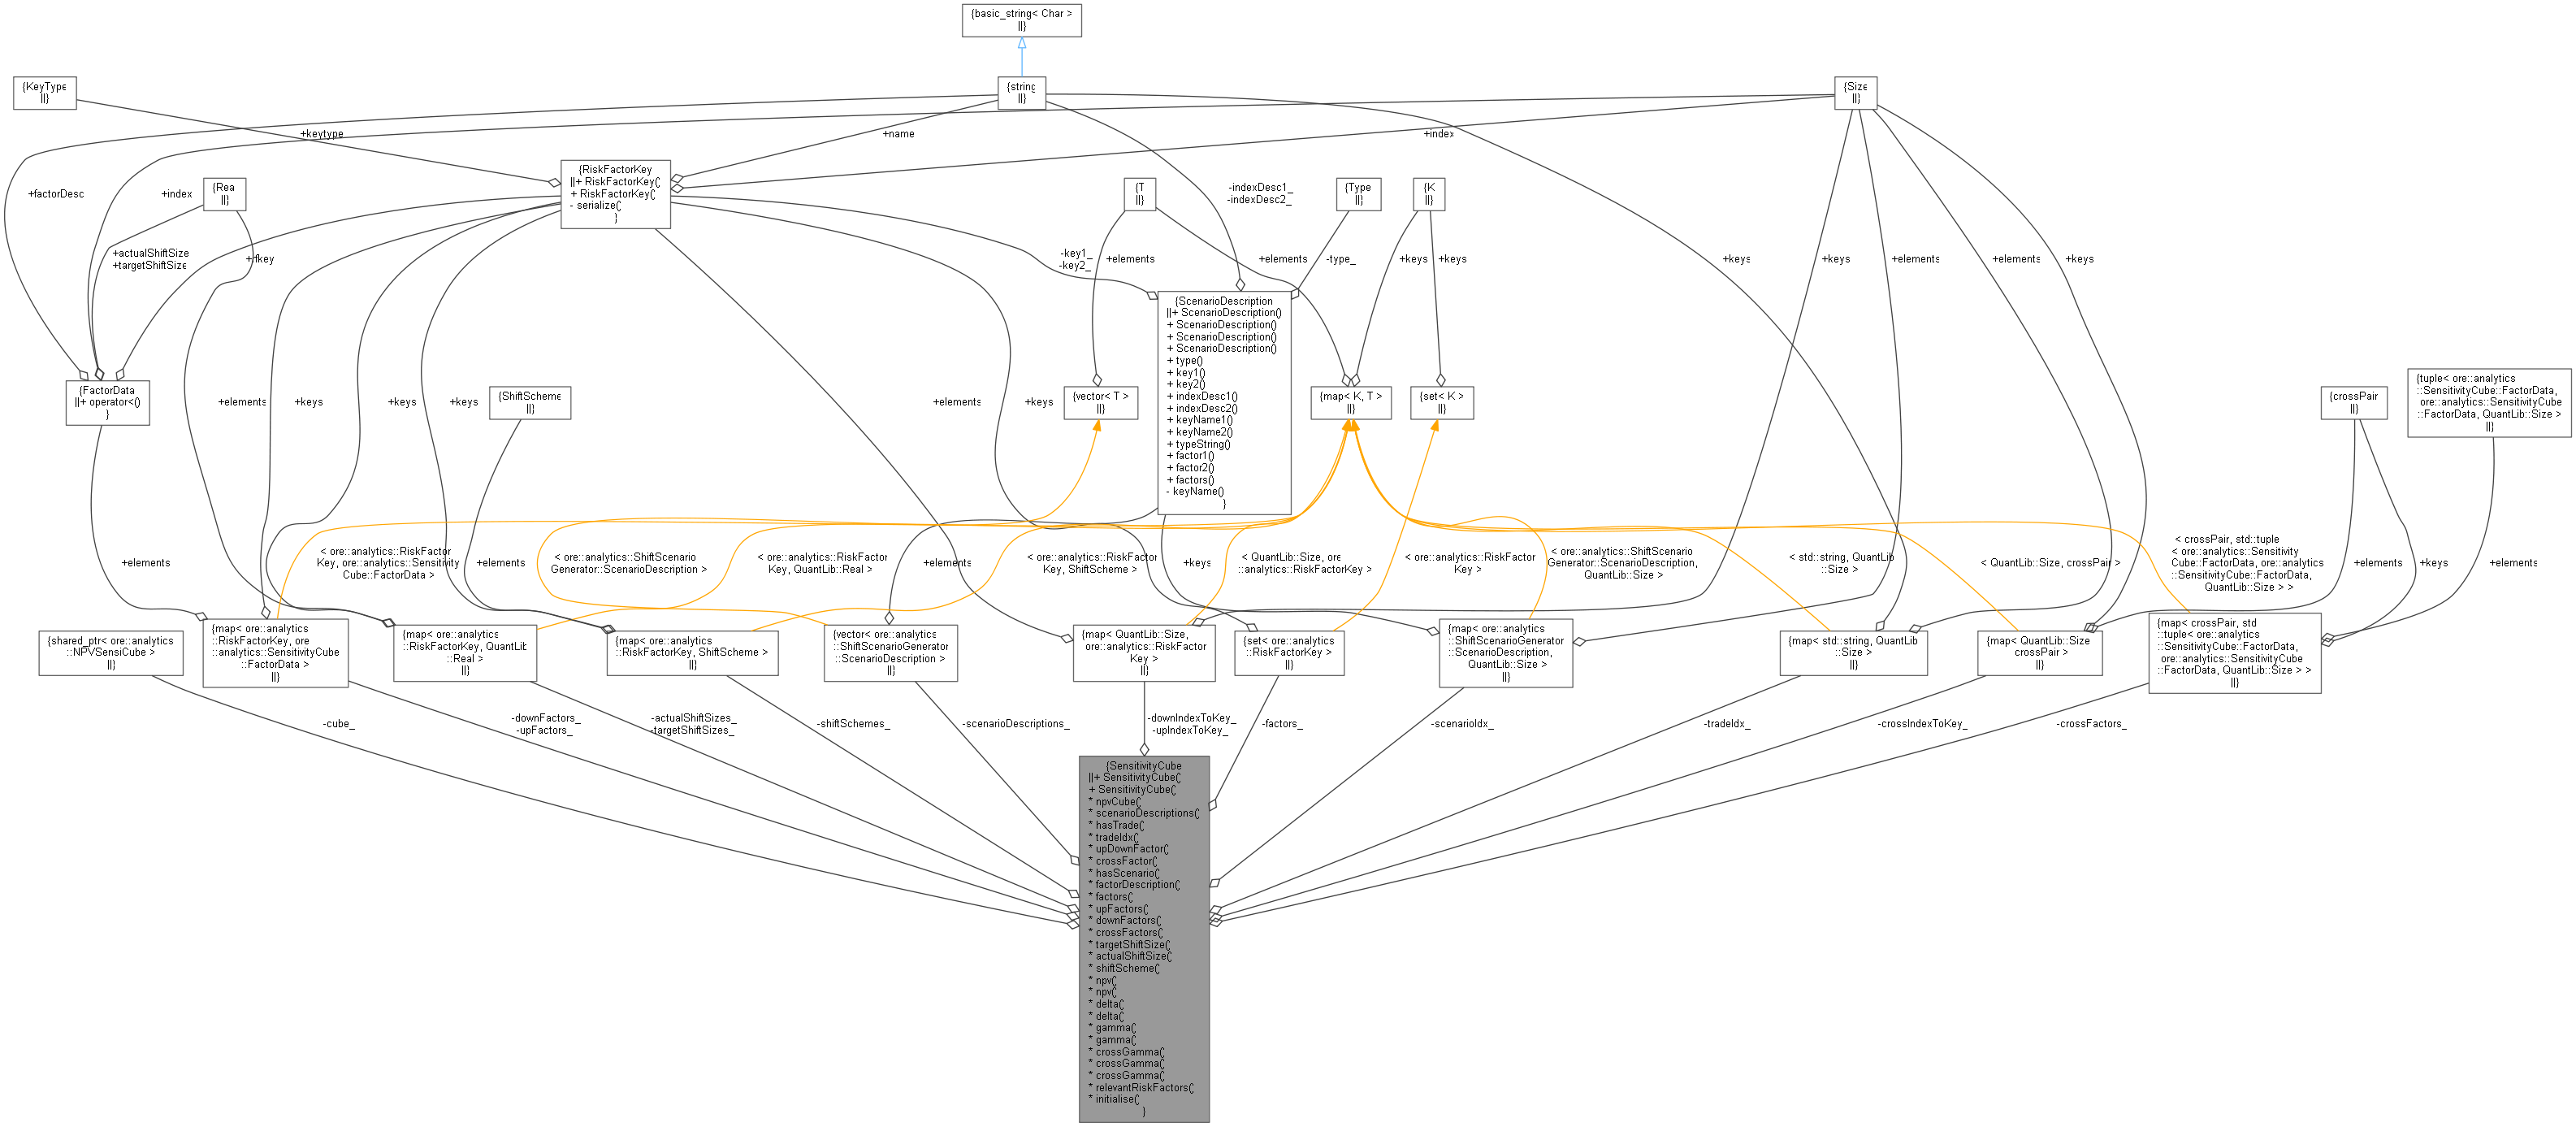 {basic_string< Char >
||}
{KeyType
||}
{string
||}
{Size
||}
+keytype
+name
+index
{RiskFactorKey
||+ RiskFactorKey(
+ RiskFactorKey(
- serialize(
}
+factorDesc
+index
{Rea
||}
-indexDesc1_
-indexDesc2_
{T
||}
{Type
||}
{K
||}
+actualShiftSize
+targetShiftSize
-key1_
-key2_
+elements
+elements
-type_
+keys
+keys
+keys
+keys
+elements
+elements
+keys
{ScenarioDescription
||+ ScenarioDescription()
+ ScenarioDescription()
+ ScenarioDescription()
+ ScenarioDescription()
+ type()
+ key1()
+ key2()
+ indexDesc1()
+ indexDesc2()
+ keyName1()
+ keyName2()
+ typeString()
+ factor1()
+ factor2()
+ factors()
- keyName()
}
{FactorData
||+ operator<()
}
+elements
+keys
+keys
+keys
{ShiftScheme
||}
+elements
+keys
{vector< T >
||}
{map< K, T >
||}
{set< K >
||}
{crossPair
||}
{tuple< ore::analytics
::SensitivityCube::FactorData,
ore::analytics::SensitivityCube
::FactorData, QuantLib::Size >
||}
+elements
< ore::analytics::RiskFactor
Key, ore::analytics::Sensitivity
Cube::FactorData >
+elements
< ore::analytics::ShiftScenario
Generator::ScenarioDescription >
< ore::analytics::RiskFactor
Key, QuantLib::Real >
+elements
< ore::analytics::RiskFactor
Key, ShiftScheme >
+keys
< QuantLib::Size, ore
::analytics::RiskFactorKey >
< ore::analytics::RiskFactor
Key >
< ore::analytics::ShiftScenario
Generator::ScenarioDescription,
QuantLib::Size >
< std::string, QuantLib
::Size >
< QuantLib::Size, crossPair >
< crossPair, std::tuple
< ore::analytics::Sensitivity
Cube::FactorData, ore::analytics
::SensitivityCube::FactorData,
QuantLib::Size > >
+elements
+keys
+elements
{shared_ptr< ore::analytics
::NPVSensiCube >
||}
{map< ore::analytics
::RiskFactorKey, ore
::analytics::SensitivityCube
::FactorData >
||}
{map< ore::analytics
::RiskFactorKey, QuantLib
::Real >
||}
{map< ore::analytics
::RiskFactorKey, ShiftScheme >
||}
{vector< ore::analytics
::ShiftScenarioGenerator
::ScenarioDescription >
||}
{map< QuantLib::Size,
ore::analytics::RiskFactor
Key >
||}
{set< ore::analytics
::RiskFactorKey >
||}
{map< ore::analytics
::ShiftScenarioGenerator
::ScenarioDescription,
QuantLib::Size >
||}
{map< std::string, QuantLib
::Size >
||}
{map< QuantLib::Size
crossPair >
||}
{map< crossPair, std
::tuple< ore::analytics
::SensitivityCube::FactorData,
ore::analytics::SensitivityCube
::FactorData, QuantLib::Size > >
||}
-cube_
-downFactors_
-upFactors_
-actualShiftSizes_
-targetShiftSizes_
-shiftSchemes_
-scenarioDescriptions_
-downIndexToKey_
-upIndexToKey_
-factors_
-scenarioIdx_
-tradeIdx_
-crossIndexToKey_
-crossFactors_
{SensitivityCube
||+ SensitivityCube(
+ SensitivityCube(
* npvCube(
* scenarioDescriptions(
* hasTrade(
* tradeIdx(
* upDownFactor(
* crossFactor(
* hasScenario(
* factorDescription(
* factors(
* upFactors(
* downFactors(
* crossFactors(
* targetShiftSize(
* actualShiftSize(
* shiftScheme(
* npv(
* npv(
* delta(
* delta(
* gamma(
* gamma(
* crossGamma(
* crossGamma(
* crossGamma(
* relevantRiskFactors(
* initialise(
}